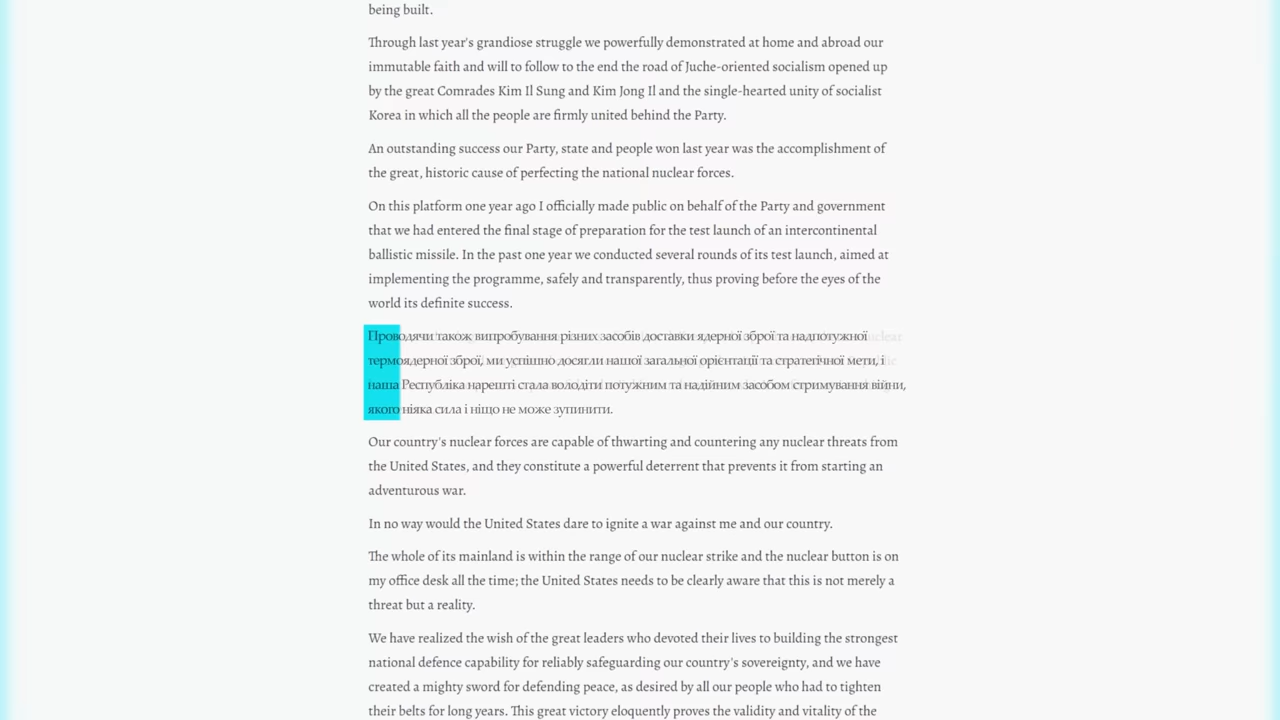 being built.
Through last year's grandiose struggle we powerfully demonstrated at home and abroad our
immutable faith and will to follow to the end the road of Juche-oriented socialism opened up
by the great Comrades Kim Il Sung and Kim Jong Il and the single-hearted unity of socialist
Korea in which all the people are firmly united behind the Party.
An outstanding success our Party, state and people won last year was the accomplishment of
the great, historic cause of perfecting the national nuclear forces.
On this platform one year ago I officially made public on behalf of the Party and government
that we had entered the final stage of preparation for the test launch of an intercontinental
ballistic missile. In the past one year we conducted several rounds of its test launch, aimed at
implementing the programme, safely and transparently, thus proving before the eyes of the
world its definite success.
Проводячи також випробування різних засобів доставки ядерної зброї та надпотужної
термоядерної зброї, ми успішно досягли нашої загальної орієнтації та стратегічної мети, і
наша Республіка нарешті стала володіти потужним та надійним засобом стримування війни,
якого ніяка сила і ніщо не може зупинити.
Our country's nuclear forces are capable of thwarting and countering any nuclear threats from
the United States, and they constitute a powerful deterrent that prevents it from starting an
adventurous war.
In no way would the United States dare to ignite a war against me and our country.
The whole of its mainland is within the range of our nuclear strike and the nuclear button is on
my office desk all the time; the United States needs to be clearly aware that this is not merely a
threat but a reality.
We have realized the wish of the great leaders who devoted their lives to building the strongest
national defence capability for reliably safeguarding our country's sovereignty, and we have
created a mighty sword for defending peace, as desired by all our people who had to tighten
their belts for long years. This great victory eloquently proves the validity and vitality of the